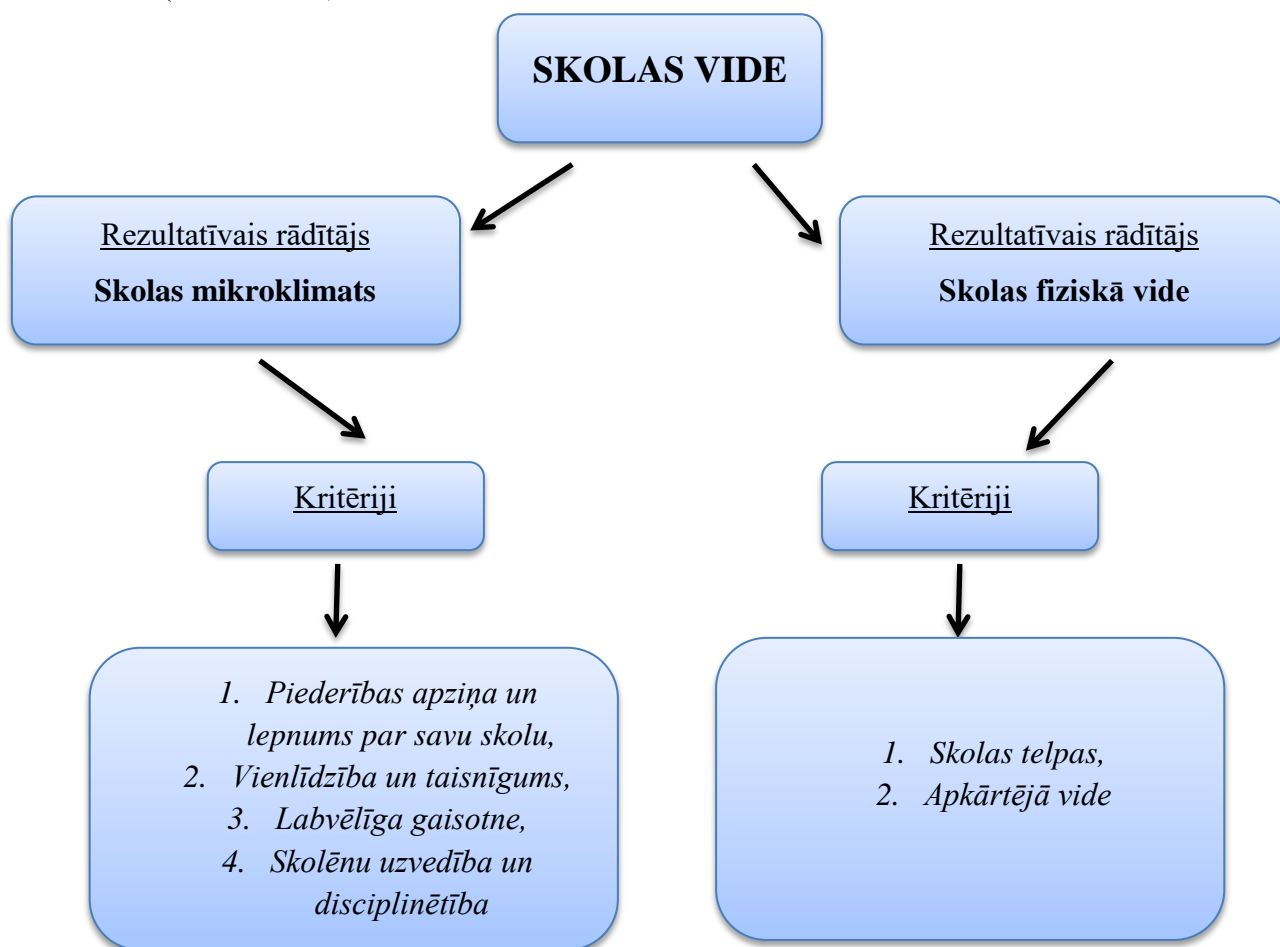 SKOLAS VIDE
Rezultatīvais rādītājs
Skolas mikroklimats
Rezultatīvais rādītājs
Skolas fiziskā vide
Kritēriji
Kritēriji
1. Piederības apziņa un
lepnums par savu skolu,
2. Vienlīdzība un taisnīgums,
3. Labvēlīga gaisotne,
4. Skolēnu uzvedība un
disciplinētība
1. Skolas telpas,
2. Apkārtējā vide